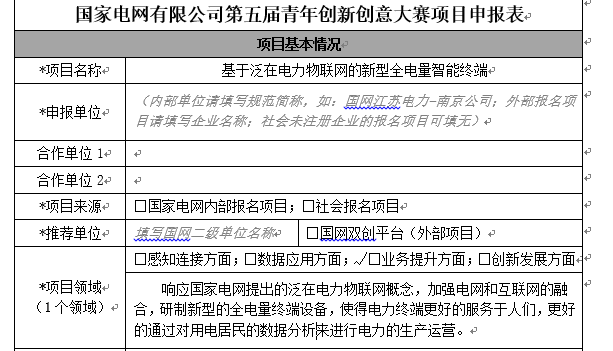 国家电网有限公司第五届青年创新创意大赛项目申报表
项目基本情况
*项目名称
基于泛在电力物联网的新型全电量智能终端
*申报单位
（内部单位请填写规范简称，如：国网江苏电力-南京公司；外部报名项
目请填写企业名称；社会未注册企业的报名项目可填无）
合作单位 1
合作单位 2
*项目来源
□国家电网内部报名项目；□社会报名项目
*推荐单位
填写国网二级单位名称
□国网双创平台（外部项目）
*项目领域
（1 个领域）
□感知连接方面；□数据应用方面；✓□业务提升方面；□创新发展方面
响应国家电网提出的泛在电力物联网概念，加强电网和互联网的融
合，研制新型的全电量终端设备，使得电力终端更好的服务于人们，更好
的通过对用电居民的数据分析来进行电力的生产运营。